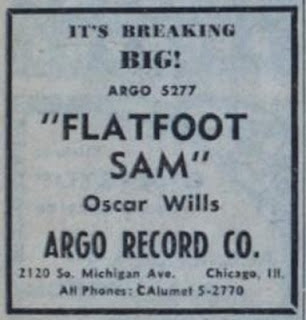 IT'S BREAKING
BIG!
ARGO 5277
"FLATFOOT
SAM"
Oscar Wills
ARGO RECORD CO.
2120 So. Michigan Ave. Chicago, Ill.
All Phones: CAlumet 5-2770